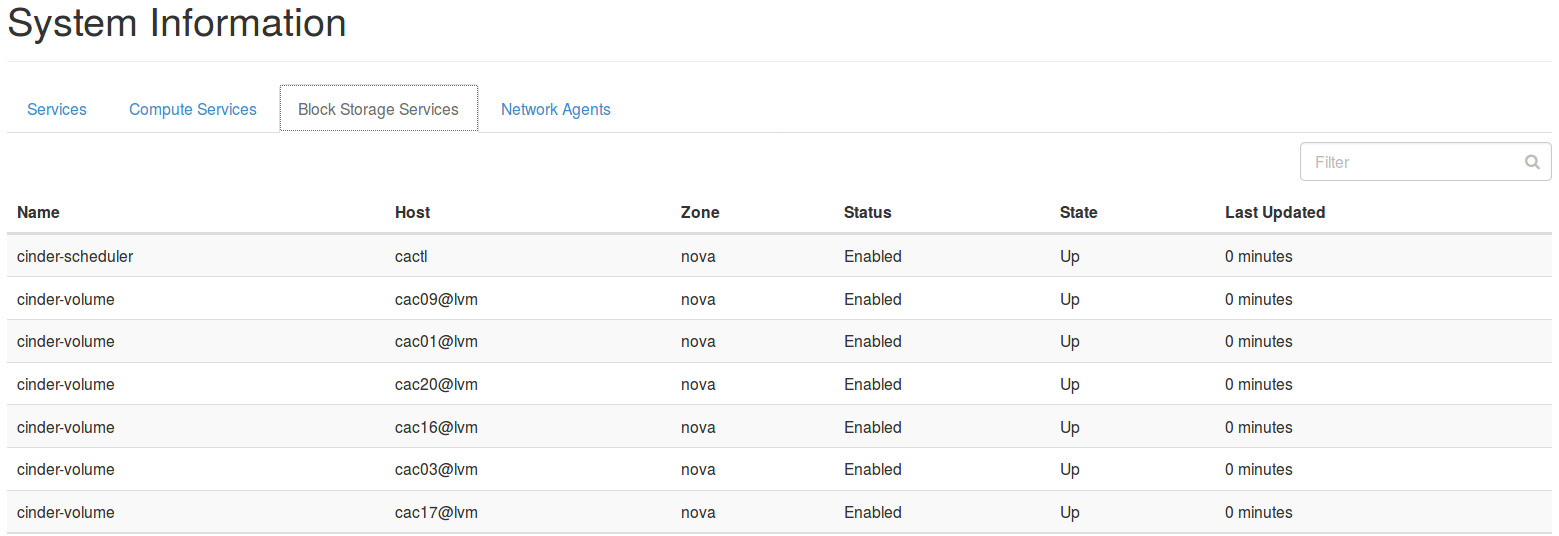 System Information
Services Compute Services Block Storage Services Network Agents
Filter
Name Host Zone Status State Last Updated
cinder-scheduler cactl nova Enabled Up 0 minutes
cinder-volume cac09@lvm nova Enabled Up 0 minutes
cinder-volume cac01@lvm nova Enabled Up 0 minutes
cinder-volume cac20@lvm nova Enabled Up 0 minutes
cinder-volume cac16@lvm nova Enabled Up 0 minutes
cinder-volume cac03@lvm nova Enabled Up 0 minutes
cinder-volume cac17@lvm nova Enabled Up 0 minutes